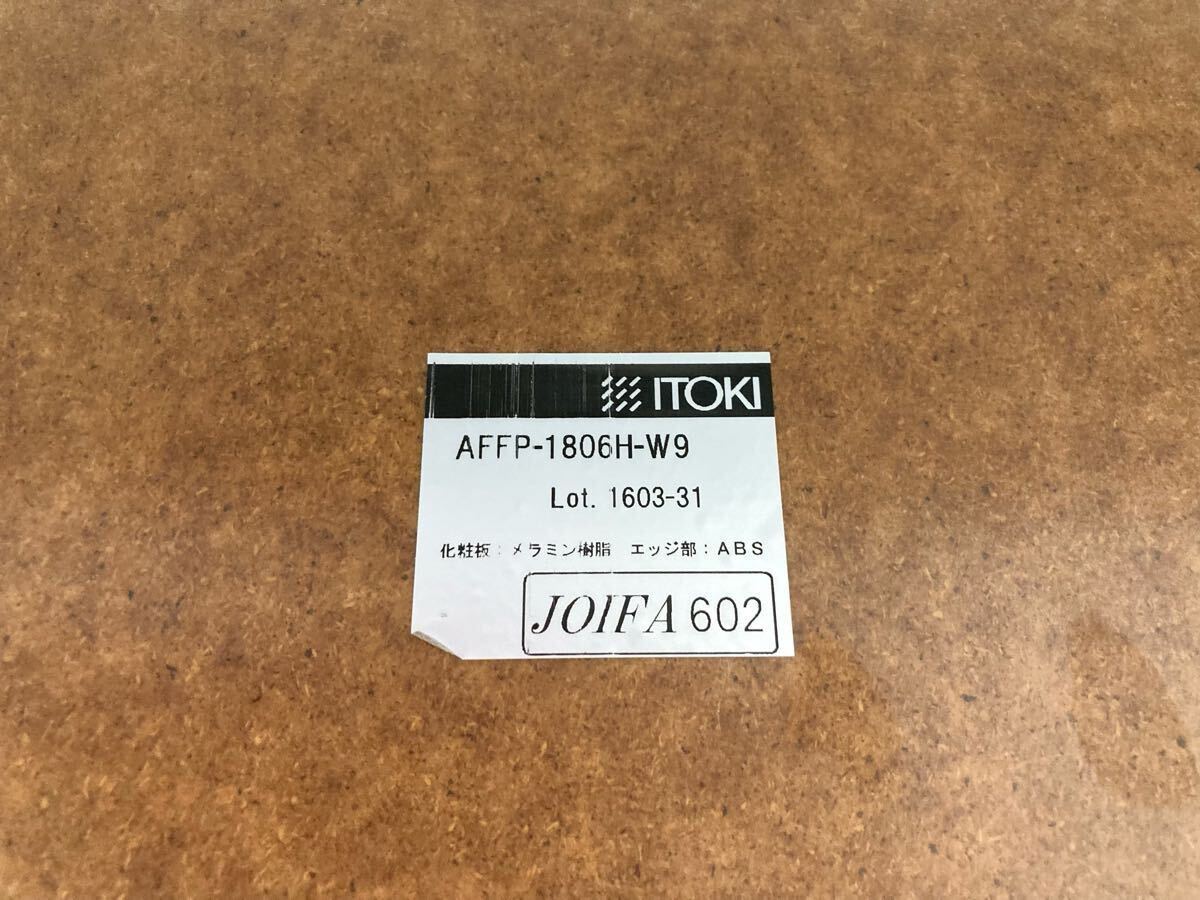 ITOKI
AFFP-1806H-W9
Lot. 1603-31
化粧板：メラミン樹脂　エッジ部：ABS
JOIFA 602